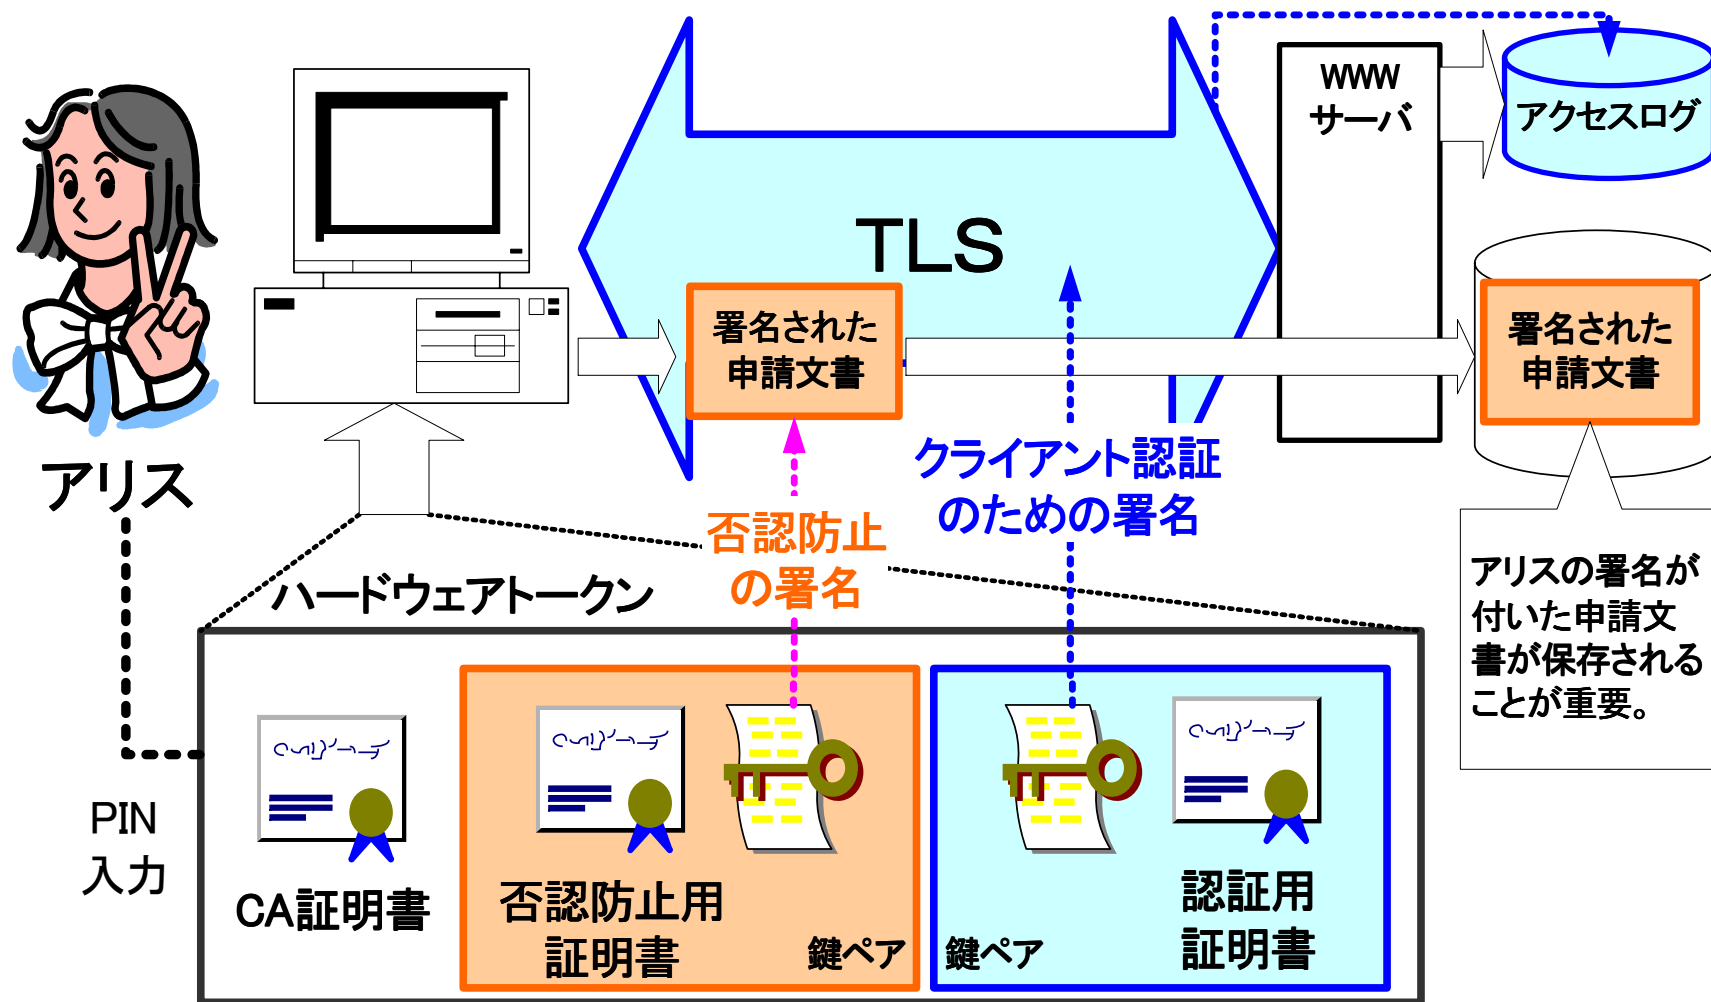 WWW
サーバ
アクセスログ
TLS
署名された
申請文書
署名された
申請文書
アリス
クライアント認証
のための署名
否認防止
の署名
ハードウェアトークン
アリスの署名が
付いた申請文
書が保存される
ことが重要。
PIN
入力
CA証明書
否認防止用
証明書
鍵ペア
鍵ペア
認証用
証明書